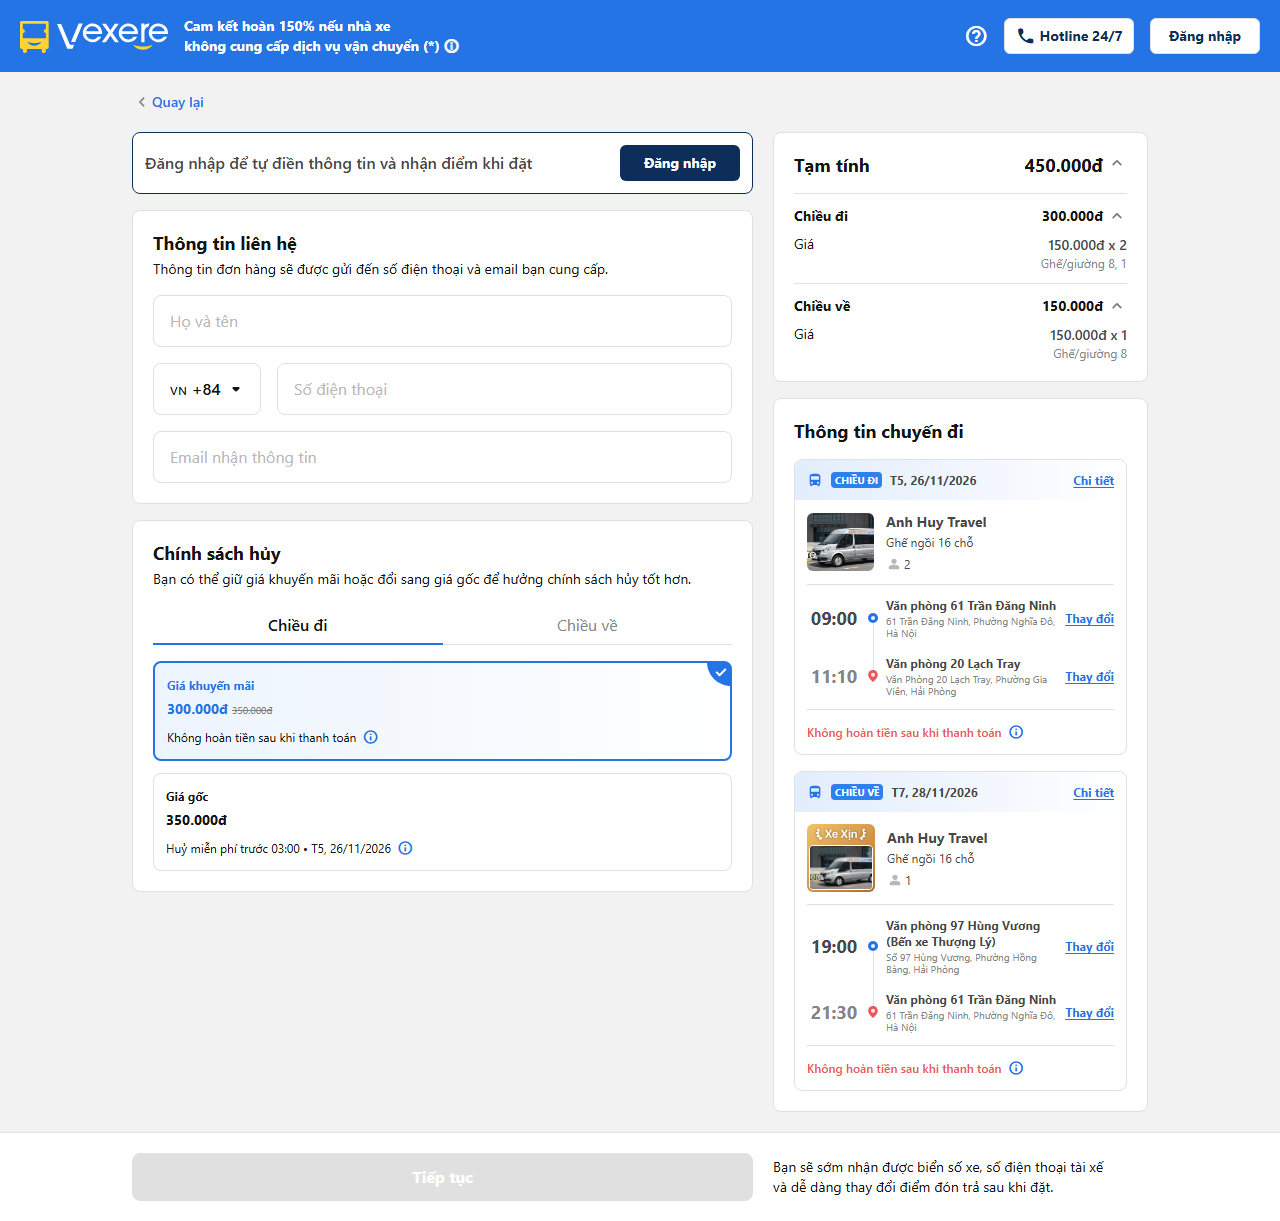 vexere
Cam kết hoàn 150% nếu nhà xe
không cung cấp dịch vụ vận chuyển (*)
Hotline 24/7
Đăng nhập
Quay lại
Đăng nhập để tự điền thông tin và nhận điểm khi đặt
Đăng nhập
Thông tin liên hệ
Thông tin đơn hàng sẽ được gửi đến số điện thoại và email bạn cung cấp.
Họ và tên
VN +84
Số điện thoại
Email nhận thông tin
Chính sách hủy
Bạn có thể giữ giá khuyến mãi hoặc đổi sang giá gốc để hưởng chính sách hủy tốt hơn.
Chiều đi
Chiều về
Giá khuyến mãi
300.000đ 350.000đ
Không hoàn tiền sau khi thanh toán
Giá gốc
350.000đ
Huỷ miễn phí trước 03:00 • T5, 26/11/2026
Tạm tính 450.000đ
Chiều đi 300.000đ
Giá 150.000đ x 2
Ghế/giường 8, 1
Chiều về 150.000đ
Giá 150.000đ x 1
Ghế/giường 8
Thông tin chuyến đi
CHIỀU ĐI T5, 26/11/2026 Chi tiết
Anh Huy Travel
Ghế ngồi 16 chỗ
2
09:00
Văn phòng 61 Trần Đăng Ninh
61 Trần Đăng Ninh, Phường Nghĩa Đô,
Hà Nội
Thay đổi
11:10
Văn phòng 20 Lạch Tray
Văn Phòng 20 Lạch Tray, Phường Gia
Viên, Hải Phòng
Thay đổi
Không hoàn tiền sau khi thanh toán
CHIỀU VỀ T7, 28/11/2026 Chi tiết
Xe Xịn
Anh Huy Travel
Ghế ngồi 16 chỗ
1
19:00
Văn phòng 97 Hùng Vương
(Bến xe Thượng Lý)
Số 97 Hùng Vương, Phường Hồng
Bàng, Hải Phòng
Thay đổi
21:30
Văn phòng 61 Trần Đăng Ninh
61 Trần Đăng Ninh, Phường Nghĩa Đô,
Hà Nội
Thay đổi
Không hoàn tiền sau khi thanh toán
Tiếp tục
Bạn sẽ sớm nhận được biển số xe, số điện thoại tài xế
và dễ dàng thay đổi điểm đón trả sau khi đặt.